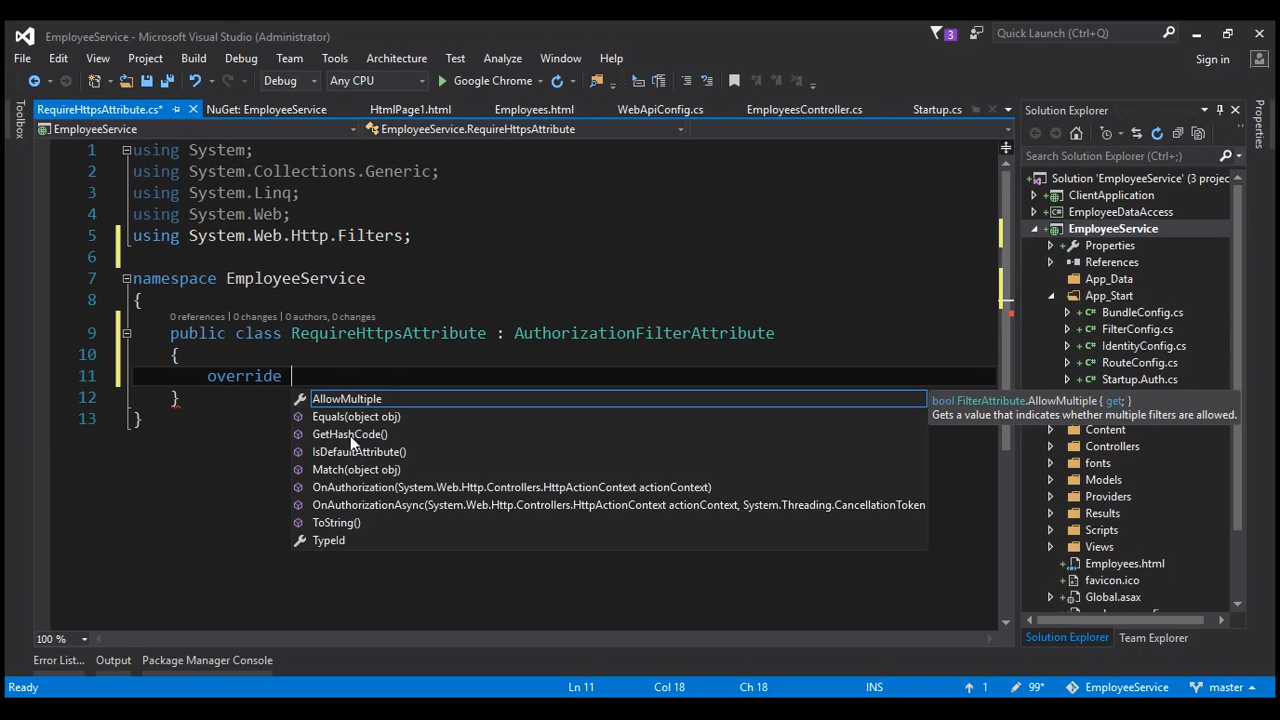 EmployeeService - Microsoft Visual Studio (Administrator)
3
Quick Launch (Ctrl+Q)
File Edit View Project Build Debug Team Tools Architecture Test Analyze Window Help
Sign in
Debug Any CPU Google Chrome
RequireHttpsAttribute.cs* NuGet: EmployeeService HtmlPage1.html Employees.html WebApiConfig.cs EmployeesController.cs Startup.cs
EmployeeService EmployeeService.RequireHttpsAttribute
Toolbox
1 using System;
2 using System.Collections.Generic;
3 using System.Linq;
4 using System.Web;
5 using System.Web.Http.Filters;
6
7 namespace EmployeeService
8 {
0 references | 0 changes | 0 authors, 0 changes
9 public class RequireHttpsAttribute : AuthorizationFilterAttribute
10 {
11 override
12 }
13 }
AllowMultiple
Equals(object obj)
GetHashCode()
IsDefaultAttribute()
Match(object obj)
OnAuthorization(System.Web.Http.Controllers.HttpActionContext actionContext)
OnAuthorizationAsync(System.Web.Http.Controllers.HttpActionContext actionContext, System.Threading.CancellationToken
ToString()
TypeId
bool FilterAttribute.AllowMultiple { get; }
Gets a value that indicates whether multiple filters are allowed.
Solution Explorer
Search Solution Explorer (Ctrl+;)
Solution 'EmployeeService' (3 projec
ClientApplication
EmployeeDataAccess
EmployeeService
Properties
References
App_Data
App_Start
BundleConfig.cs
FilterConfig.cs
IdentityConfig.cs
RouteConfig.cs
Startup.Auth.cs
Content
Controllers
fonts
Models
Providers
Results
Scripts
Views
Employees.html
favicon.ico
Global.asax
Solution Explorer Team Explorer
Properties
100 %
Error List... Output Package Manager Console
Ready Ln 11 Col 18 Ch 18 INS 1 99* EmployeeService master